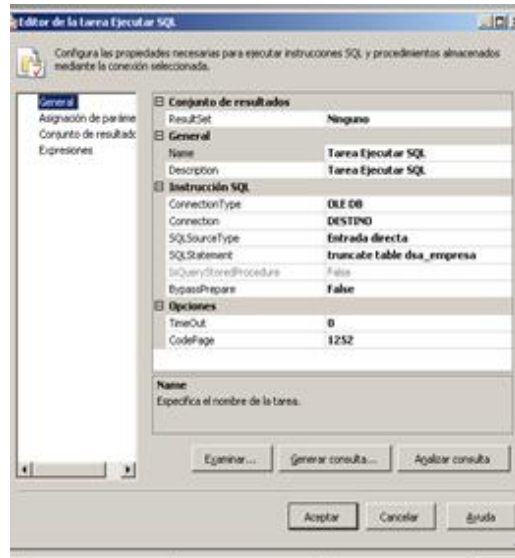 Editor de la tarea Ejecutar SQL
Configura las propiedades necesarias para ejecutar instrucciones SQL y procedimientos almacenados
mediante la conexión seleccionada.
General
Asignación de paráme
Conjunto de resultado
Expresiones
Conjunto de resultados
ResultSet Ninguno
General
Name Tarea Ejecutar SQL
Description Tarea Ejecutar SQL
Instrucción SQL
ConnectionType OLE DB
Connection DESTINO
SQLSourceType Entrada directa
SQLStatement truncate table dsa_empresa
IsQueryStoredProcedure False
BypassPrepare False
Opciones
TimeOut 0
CodePage 1252
Name
Especifica el nombre de la tarea.
Examinar... Generar consulta... Analizar consulta
Aceptar Cancelar Ayuda